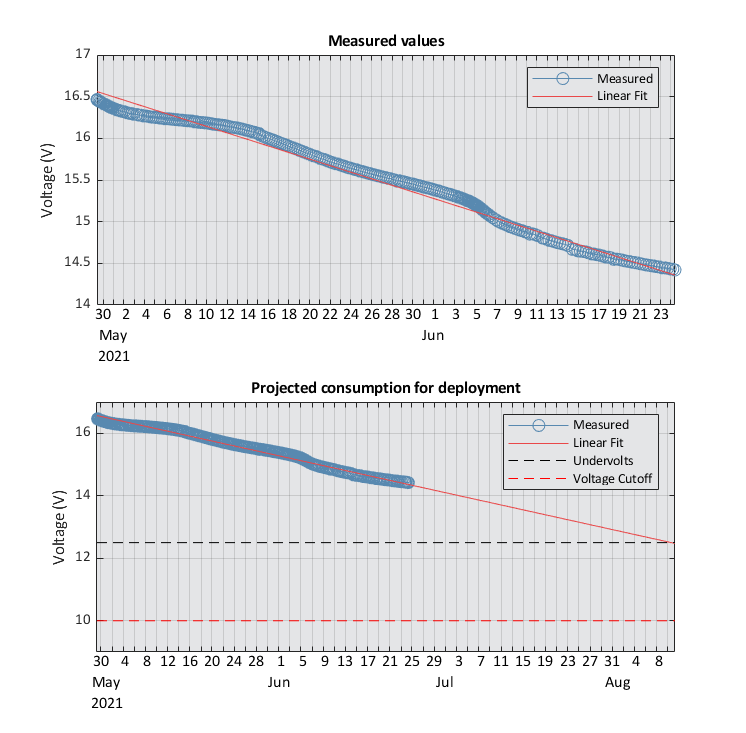 Measured values
17
16.5
16
15.5
15
14.5
14
Voltage (V)
Measured
Linear Fit
30 2 4 6 8 10 12 14 16 18 20 22 24 26 28 30 1 3 5 7 9 11 13 15 17 19 21 23
May Jun
2021
Projected consumption for deployment
16
14
12
10
Voltage (V)
Measured
Linear Fit
Undervolts
Voltage Cutoff
30 4 8 12 16 20 24 28 1 5 9 13 17 21 25 29 3 7 11 15 19 23 27 31 4 8
May Jun Jul Aug
2021